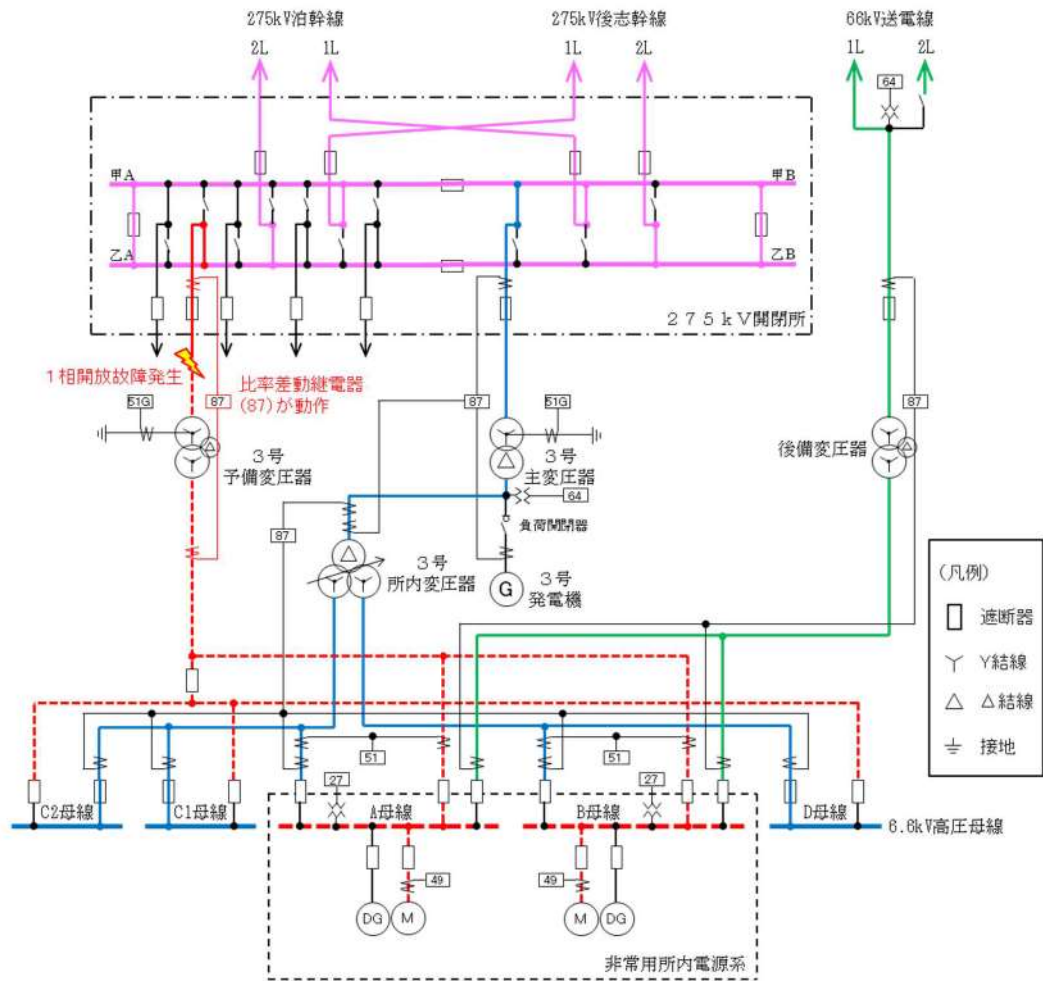 275kV泊幹線
275kV後志幹線
66kV送電線
2L
1L
1L
2L
1L
2L
64
甲A
甲B
乙A
乙B
275kV開閉所
1相開放故障発生
比率差動継電器
(87)が動作
87
51G
87
51G
87
3号
予備変圧器
3号
主変圧器
後備変圧器
64
負荷開閉器
87
3号
所内変圧器
G
3号
発電機
(凡例)
遮断器
Y結線
△結線
接地
51
51
27
27
C2母線
C1母線
A母線
B母線
D母線
6.6kV高圧母線
49
49
DG
M
M
DG
非常用所内電源系